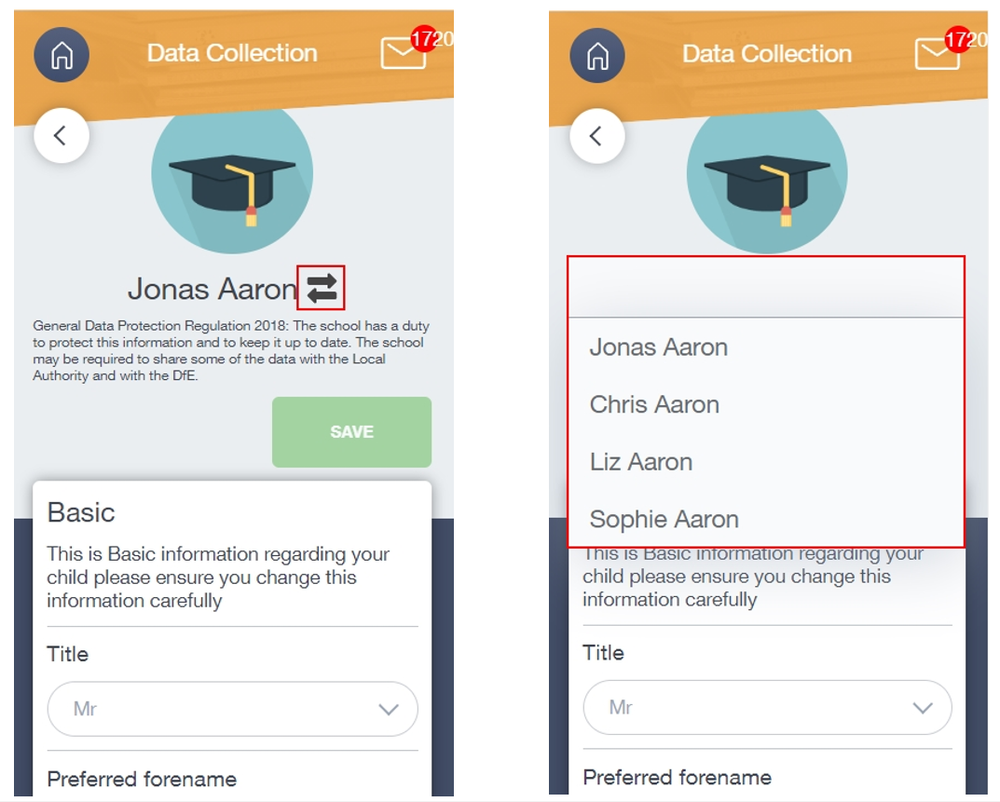 Data Collection
1720
Jonas Aaron
General Data Protection Regulation 2018: The school has a duty
to protect this information and to keep it up to date. The school
may be required to share some of the data with the Local
Authority and with the DfE.
SAVE
Basic
This is Basic information regarding your
child please ensure you change this
information carefully
Title
Mr
Preferred forename
Data Collection
1720
Jonas Aaron
Chris Aaron
Liz Aaron
Sophie Aaron
This is Basic information regarding your
child please ensure you change this
information carefully
Title
Mr
Preferred forename